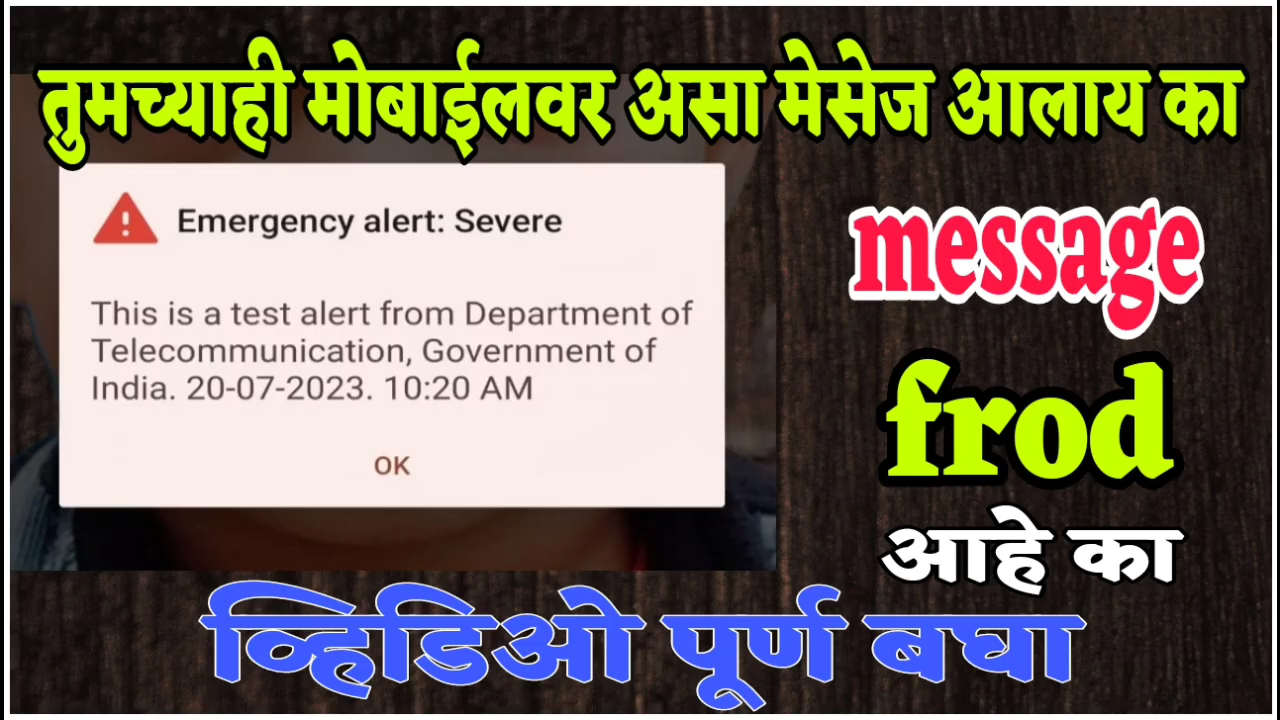 तुमच्याही मोबाईलवर असा मेसेज आलाय का
Emergency alert: Severe
This is a test alert from Department of
Telecommunication, Government of
India. 20-07-2023. 10:20 AM
OK
message
frod
आहे का
व्हिडिओ पूर्ण बघा